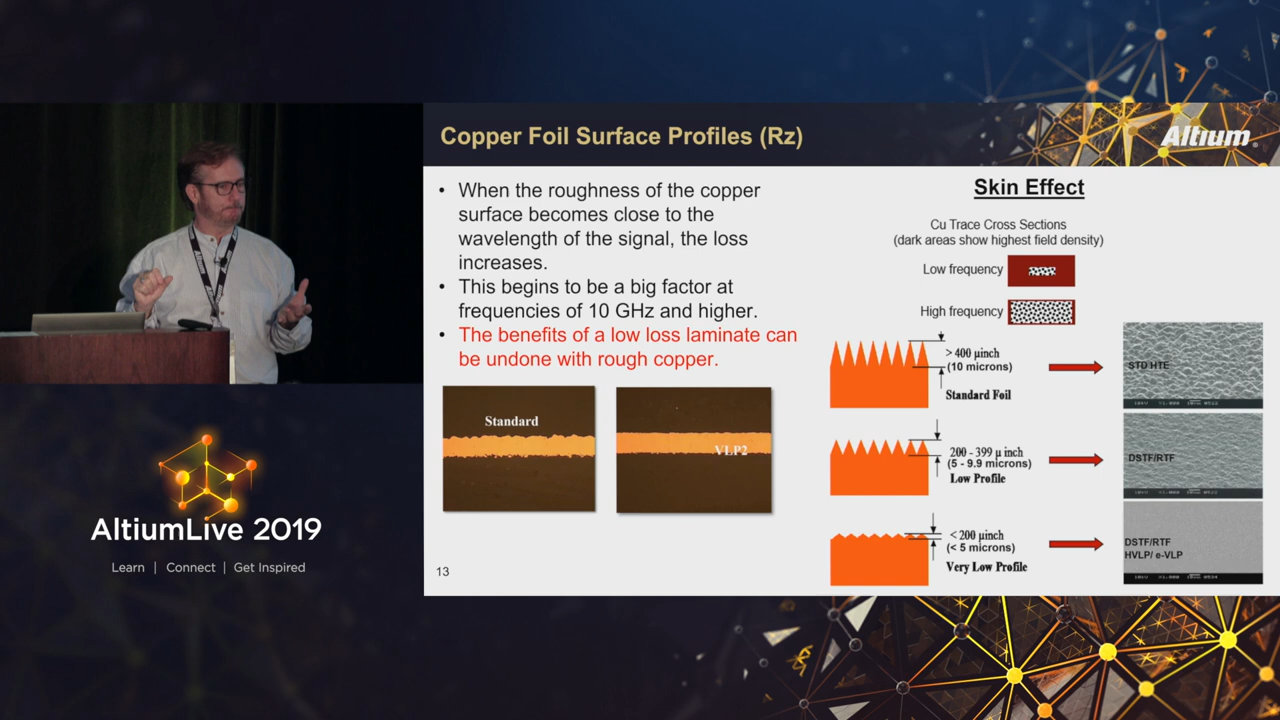 Copper Foil Surface Profiles (Rz)
Altium
• When the roughness of the copper
surface becomes close to the
wavelength of the signal, the loss
increases.
• This begins to be a big factor at
frequencies of 10 GHz and higher.
• The benefits of a low loss laminate can
be undone with rough copper.
Standard
VLP2
13
Skin Effect
Cu Trace Cross Sections
(dark areas show highest field density)
Low frequency
High frequency
> 400 µinch
(10 microns)
Standard Foil
STD HTE
200 - 399 µ inch
(5 - 9.9 microns)
Low Profile
DSTF/RTF
< 200 µinch
(< 5 microns)
Very Low Profile
DSTF/RTF
HVLP/ e-VLP
Altium
AltiumLive 2019
Learn | Connect | Get Inspired